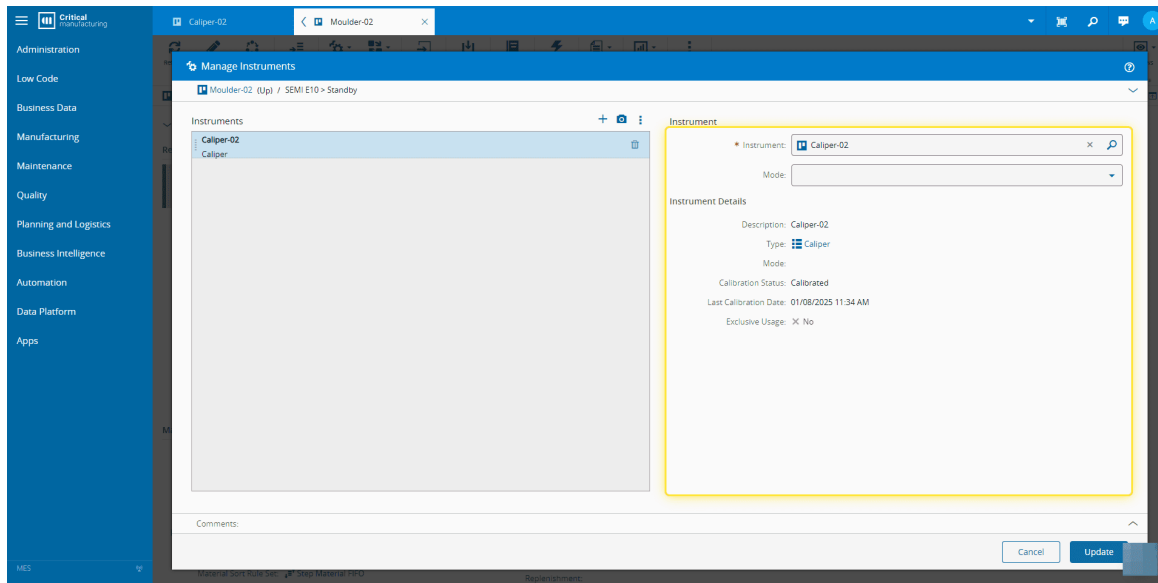 Critical
manufacturing
Caliper-02
Moulder-02
A
Administration
Low Code
Business Data
Manufacturing
Maintenance
Quality
Planning and Logistics
Business Intelligence
Automation
Data Platform
Apps
MES
Manage Instruments
Moulder-02 (Up) / SEMI E10 > Standby
Instruments
Caliper-02
Caliper
Instrument
* Instrument: Caliper-02
Mode:
Instrument Details
Description: Caliper-02
Type: Caliper
Mode:
Calibration Status: Calibrated
Last Calibration Date: 01/08/2025 11:34 AM
Exclusive Usage: No
Comments:
Cancel
Update
Material Sort Rule Set: Step Material FIFO
Replenishment: